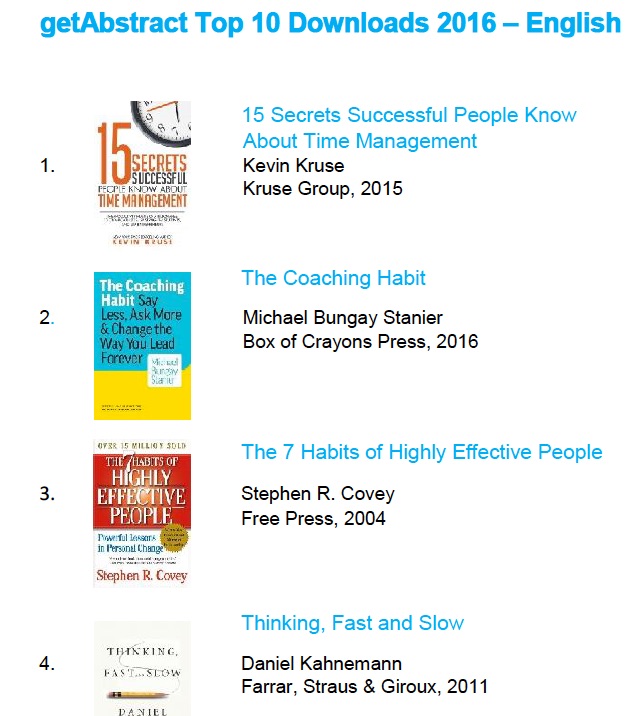 getAbstract Top 10 Downloads 2016 – English
1.
15
SECRETS
SUCCESSFUL
PEOPLE KNOW ABOUT
TIME MANAGEMENT
KEVIN KRUSE
15 Secrets Successful People Know
About Time Management
Kevin Kruse
Kruse Group, 2015
2.
The Coaching
Habit Say
Less, Ask More
& Change the
Way You Lead
Forever
Michael
Bungay
Stanier
The Coaching Habit
Michael Bungay Stanier
Box of Crayons Press, 2016
3.
OVER 15 MILLION SOLD
THE 7 HABITS OF
HIGHLY
EFFECTIVE
PEOPLE
Powerful Lessons
in Personal Change
Stephen R. Covey
The 7 Habits of Highly Effective People
Stephen R. Covey
Free Press, 2004
4.
THINKING,
FAST AND SLOW
DANIEL
Thinking, Fast and Slow
Daniel Kahnemann
Farrar, Straus & Giroux, 2011